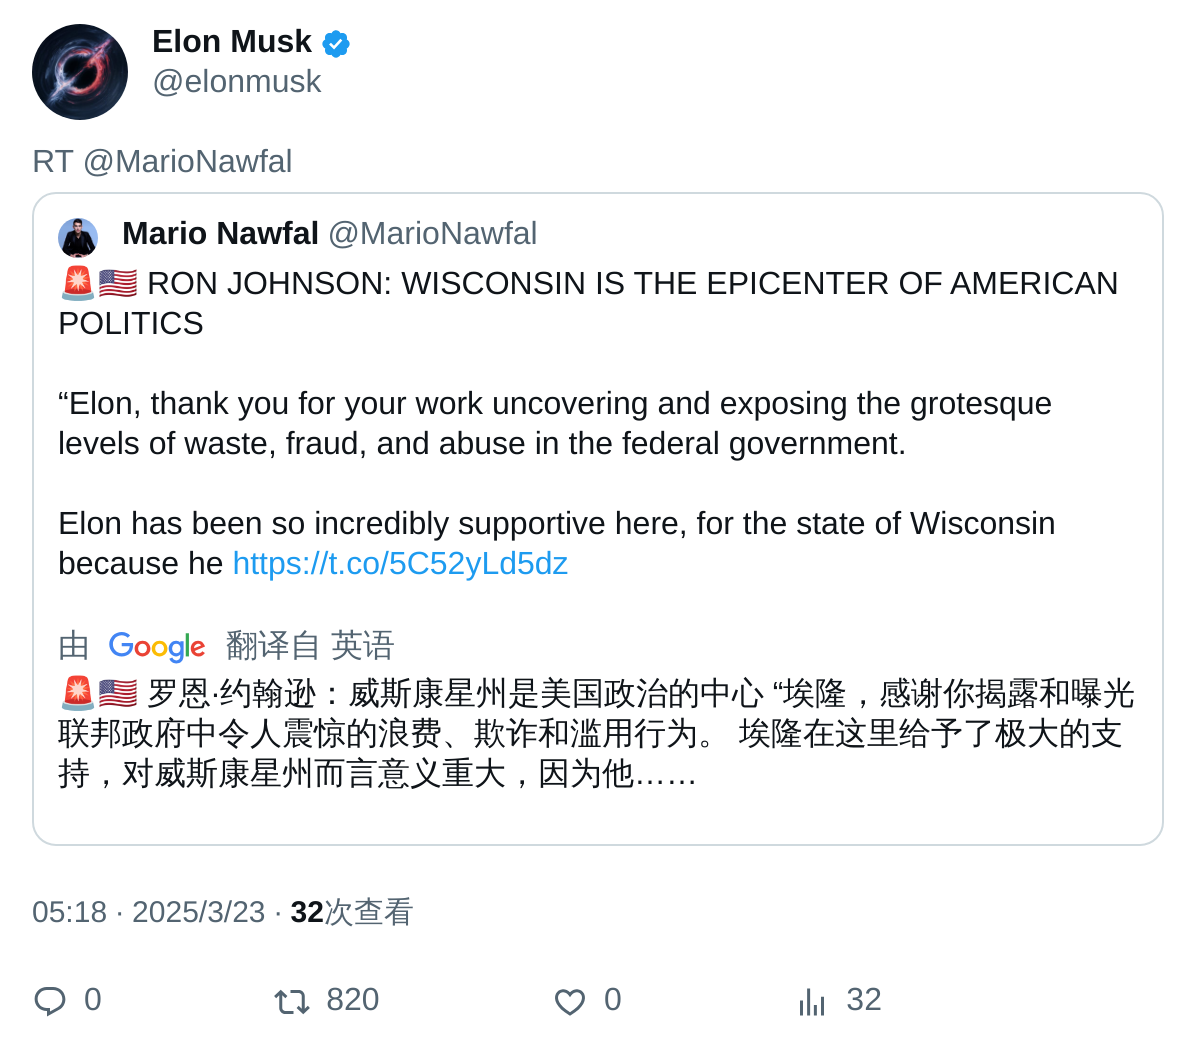 Elon Musk
@elonmusk
RT @MarioNawfal
Mario Nawfal @MarioNawfal
🚨🇺🇸 RON JOHNSON: WISCONSIN IS THE EPICENTER OF AMERICAN
POLITICS
“Elon, thank you for your work uncovering and exposing the grotesque
levels of waste, fraud, and abuse in the federal government.
Elon has been so incredibly supportive here, for the state of Wisconsin
because he https://t.co/5C52yLd5dz
由 Google 翻译自 英语
🚨🇺🇸 罗恩·约翰逊：威斯康星州是美国政治的中心 “埃隆，感谢你揭露和曝光
联邦政府中令人震惊的浪费、欺诈和滥用行为。 埃隆在这里给予了极大的支
持，对威斯康星州而言意义重大，因为他……
05:18 · 2025/3/23 · 32次查看
0 820 0 32